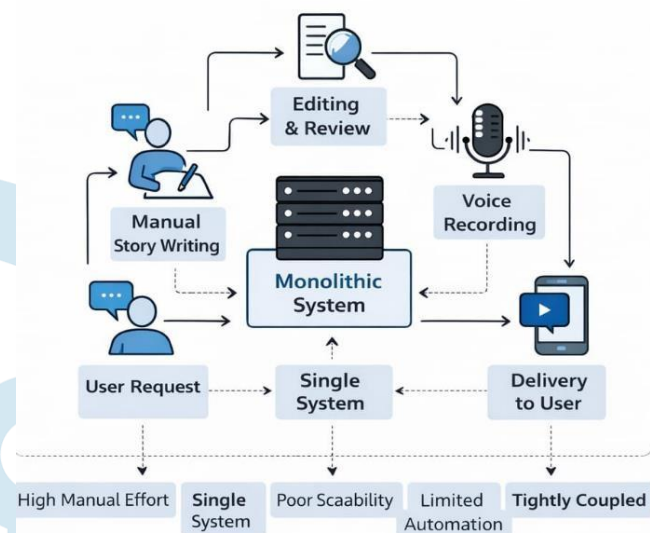 Editing
& Review
Manual
Story Writing
Voice
Recording
Monolithic
System
User Request
Single
System
Delivery
to User
High Manual Effort
Single
System
Poor Scaability
Limited
Automation
Tightly Coupled